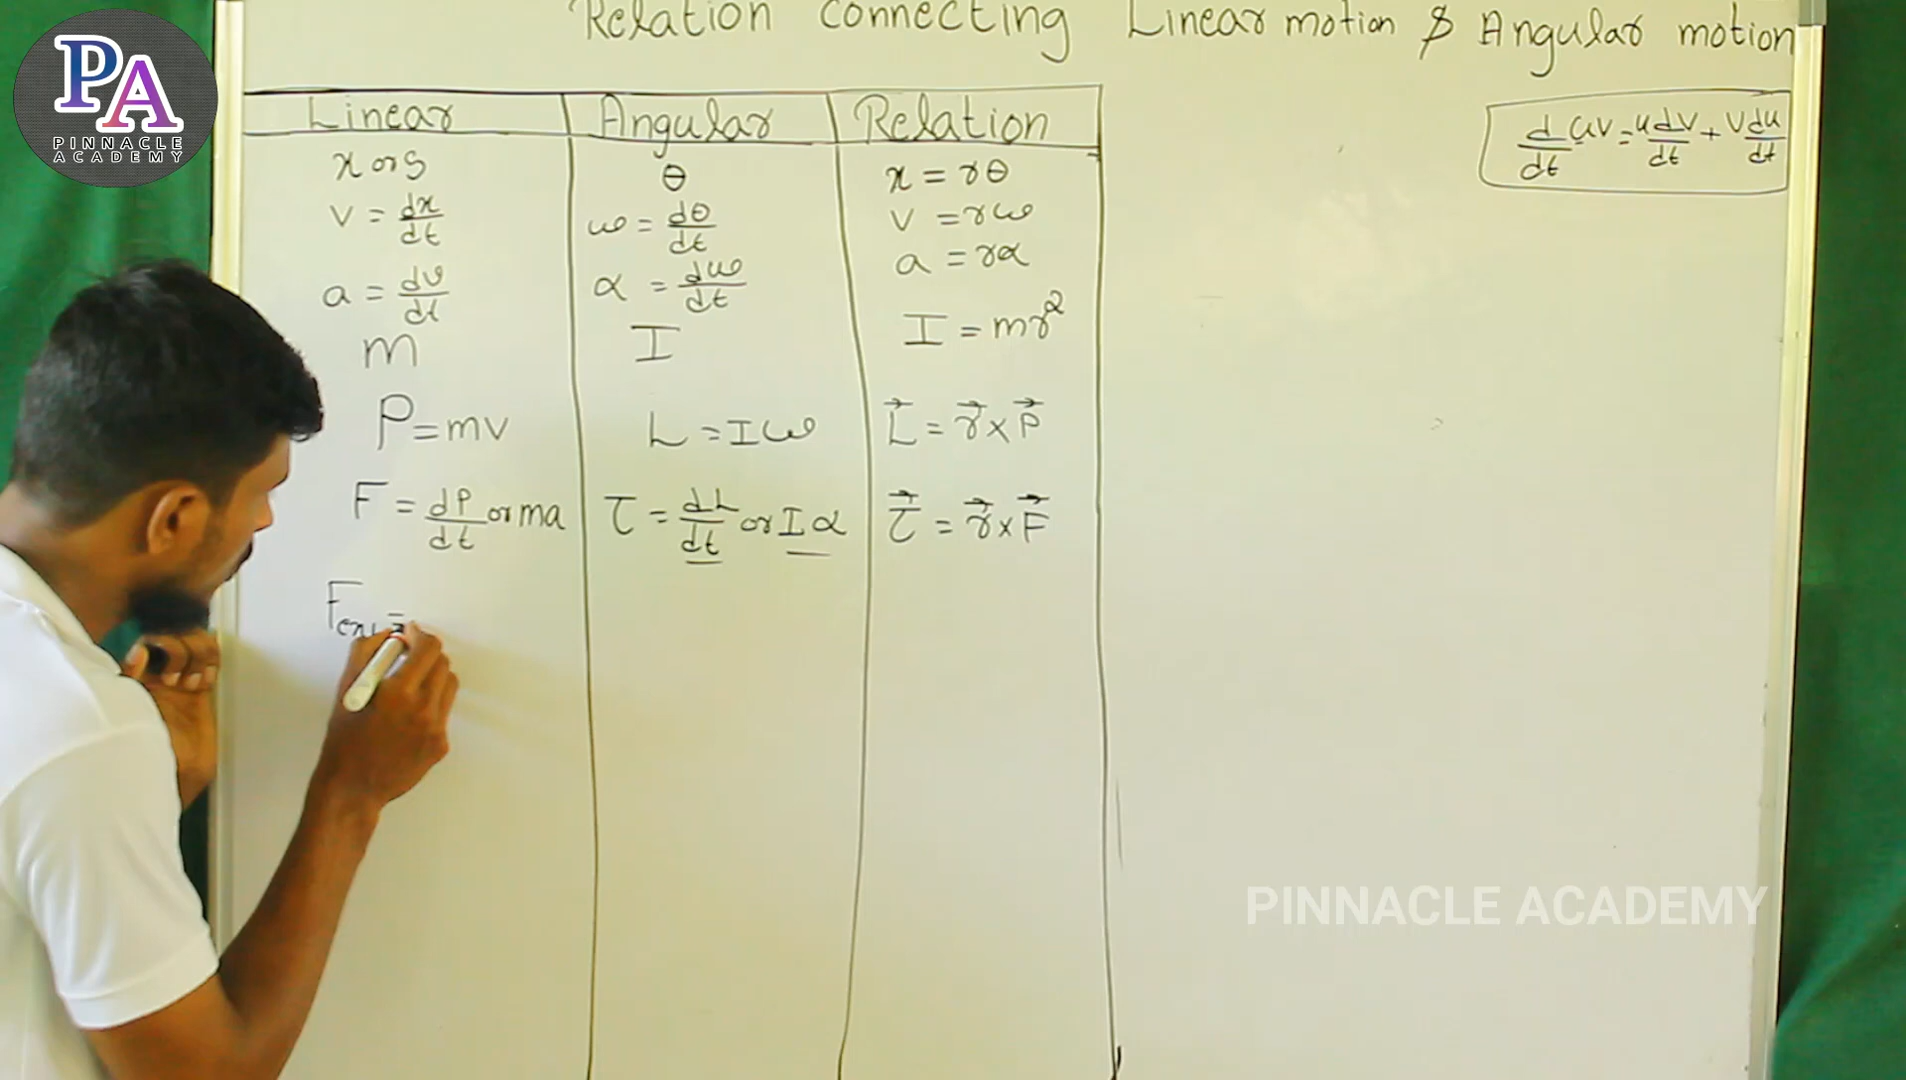 Relation connecting Linear motion & Angular motion
PA
PINNACLE
ACADEMY
Linear Angular Relation
x or S θ x = rθ
v = dx/dt ω = dθ/dt v = rω
a = dv/dt α = dω/dt a = rα
m I I = mr²
P = mv L = Iω L⃗ = r⃗ × P⃗
F = dP/dt or ma τ = dL/dt or Iα τ⃗ = r⃗ × F⃗
d/dt uv = u dv/dt + v du/dt
PINNACLE ACADEMY